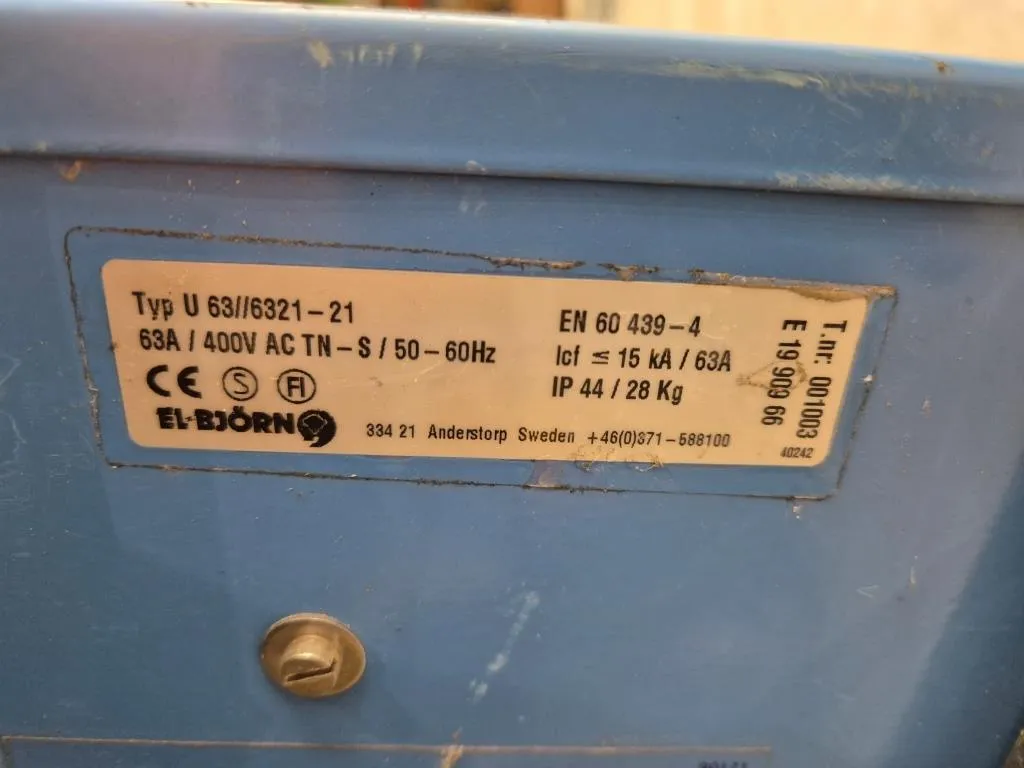 Typ U 63//6321-21
63A / 400V AC TN-S / 50-60Hz
CE S FI
EL-BJÖRN
334 21 Anderstorp Sweden +46(0)371-588100
EN 60 439-4
Icf ≤ 15 kA / 63A
IP 44 / 28 Kg
T.nr. 001003
E 19 909 66
40242